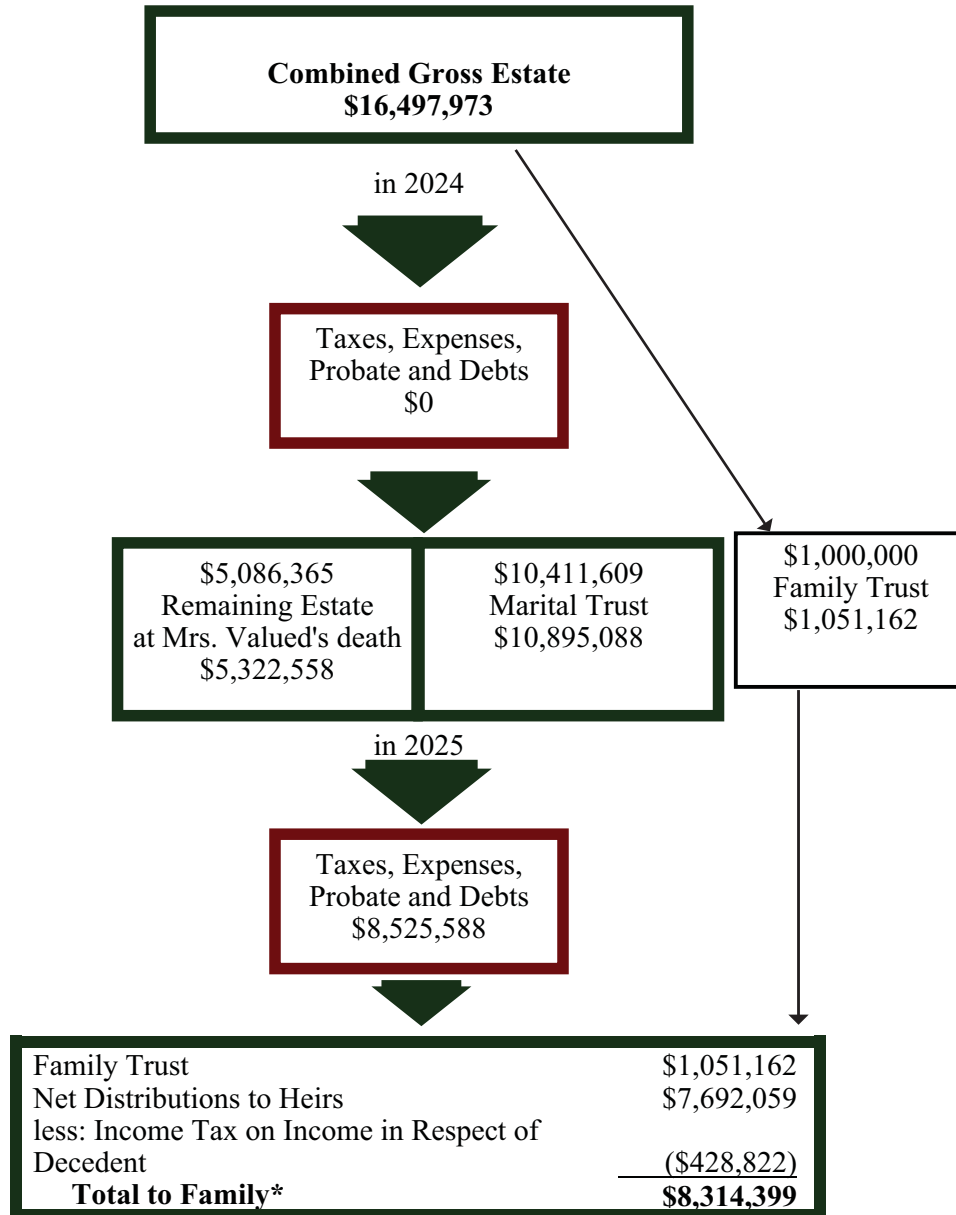 Combined Gross Estate
$16,497,973
in 2024
Taxes, Expenses,
Probate and Debts
$0
$5,086,365
Remaining Estate
at Mrs. Valued's death
$5,322,558
$10,411,609
Marital Trust
$10,895,088
$1,000,000
Family Trust
$1,051,162
in 2025
Taxes, Expenses,
Probate and Debts
$8,525,588
Family Trust $1,051,162
Net Distributions to Heirs $7,692,059
less: Income Tax on Income in Respect of
Decedent ($428,822)
Total to Family* $8,314,399